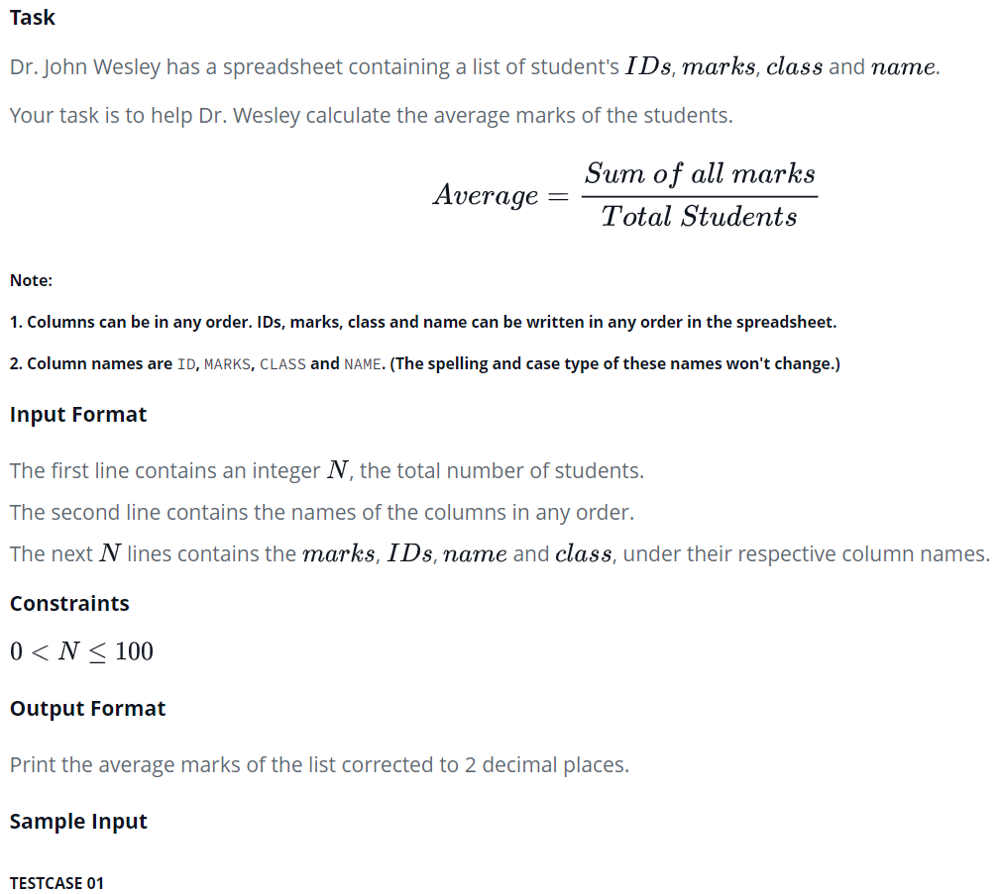 Task
Dr. John Wesley has a spreadsheet containing a list of student's IDs, marks, class and name.
Your task is to help Dr. Wesley calculate the average marks of the students.
Average = Sum of all marks / Total Students
Note:
1. Columns can be in any order. IDs, marks, class and name can be written in any order in the spreadsheet.
2. Column names are ID, MARKS, CLASS and NAME. (The spelling and case type of these names won't change.)
Input Format
The first line contains an integer N, the total number of students.
The second line contains the names of the columns in any order.
The next N lines contains the marks, IDs, name and class, under their respective column names.
Constraints
0 < N ≤ 100
Output Format
Print the average marks of the list corrected to 2 decimal places.
Sample Input
TESTCASE 01